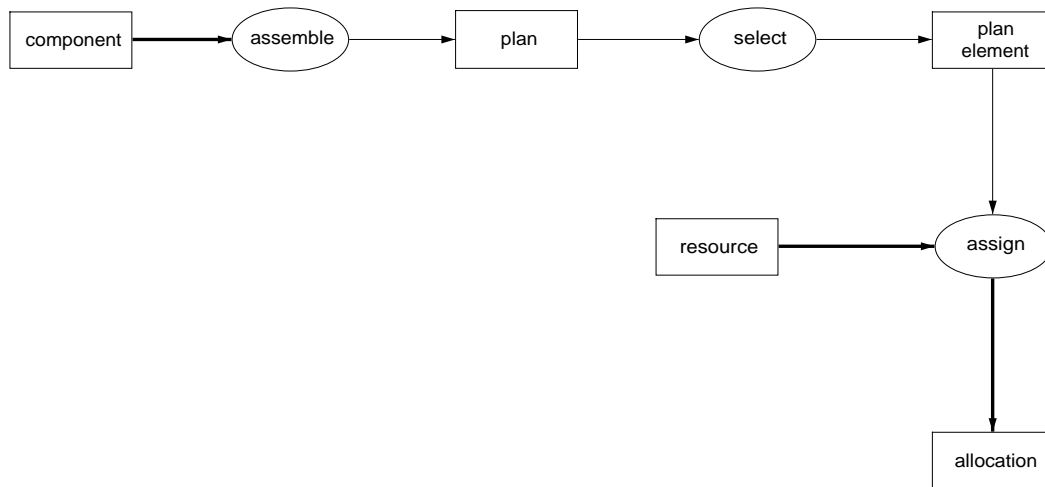 component
assemble
plan
select
plan
element
resource
assign
allocation